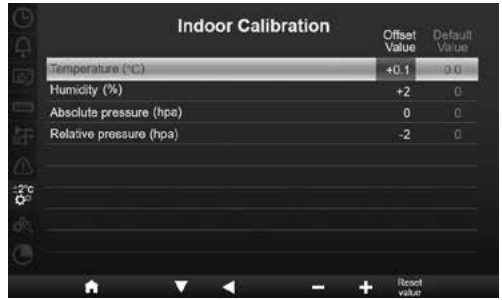 Indoor Calibration
Offset Value
Default Value
Temperature (°C) +0.1 0.0
Humidity (%) +2 0
Absolute pressure (hpa) 0 0
Relative pressure (hpa) -2 0
±2°C
Reset value